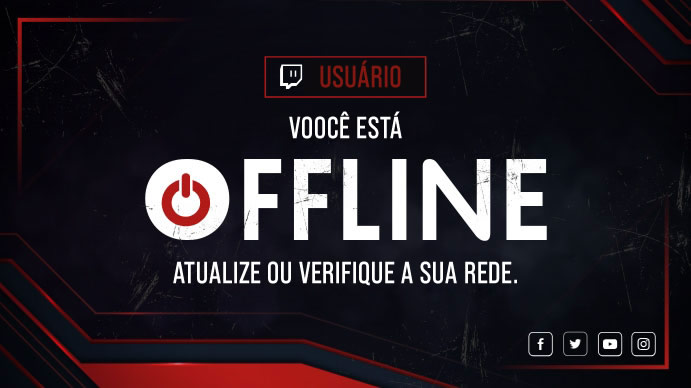 USUÁRIO
VOOCÊ ESTÁ
OFFLINE
ATUALIZE OU VERIFIQUE A SUA REDE.